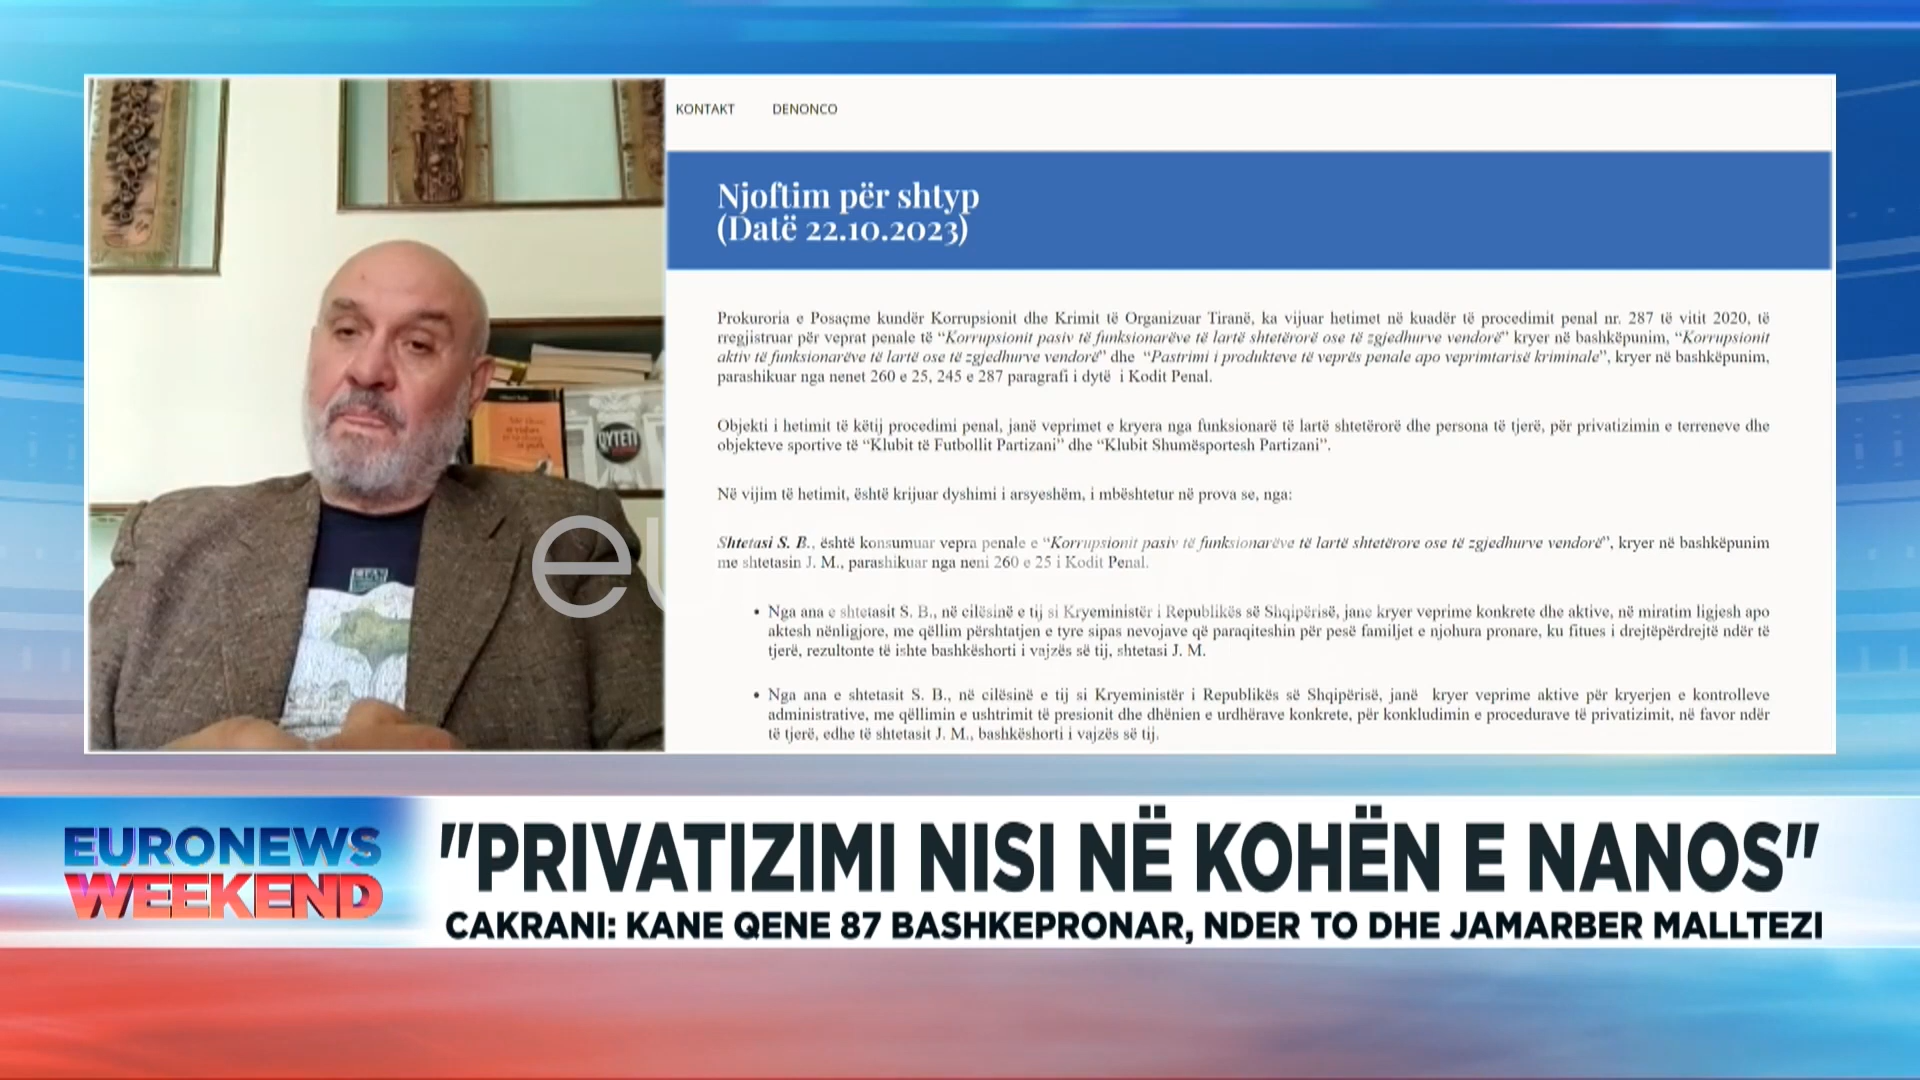 KONTAKT DENONCO
Njoftim për shtyp
(Datë 22.10.2023)
Prokuroria e Posaçme kundër Korrupsionit dhe Krimit të Organizuar Tiranë, ka vijuar hetimet në kuadër të procedimit penal nr. 287 të vitit 2020, të
rregjistruar për veprat penale të “Korrupsionit pasiv të funksionarëve të lartë shtetërorë ose të zgjedhurve vendorë” kryer në bashkëpunim, “Korrupsionit
aktiv të funksionarëve të lartë ose të zgjedhurve vendorë” dhe “Pastrimi i produkteve të veprës penale apo veprimtarisë kriminale”, kryer në bashkëpunim,
parashikuar nga nenet 260 e 25, 245 e 287 paragrafi i dytë i Kodit Penal.
Objekti i hetimit të këtij procedimi penal, janë veprimet e kryera nga funksionarë të lartë shtetërorë dhe persona të tjerë, për privatizimin e terreneve dhe
objekteve sportive të “Klubit të Futbollit Partizani” dhe “Klubit Shumësportesh Partizani”.
Në vijim të hetimit, është krijuar dyshimi i arsyeshëm, i mbështetur në prova se, nga:
Shtetasi S. B., është konsumuar vepra penale e “Korrupsionit pasiv të funksionarëve të lartë shtetërore ose të zgjedhurve vendorë”, kryer në bashkëpunim
me shtetasin J. M., parashikuar nga neni 260 e 25 i Kodit Penal.
• Nga ana e shtetasit S. B., në cilësinë e tij si Kryeministër i Republikës së Shqipërisë, jane kryer veprime konkrete dhe aktive, në miratim ligjesh apo
aktesh nënligjore, me qëllim përshtatjen e tyre sipas nevojave që paraqiteshin për pesë familjet e njohura pronare, ku fitues i drejtëpërdrejtë ndër të
tjerë, rezultonte të ishte bashkëshorti i vajzës së tij, shtetasi J. M.
• Nga ana e shtetasit S. B., në cilësinë e tij si Kryeministër i Republikës së Shqipërisë, janë kryer veprime aktive për kryerjen e kontrolleve
administrative, me qëllimin e ushtrimit të presionit dhe dhënien e urdhërave konkrete, për konkludimin e procedurave të privatizimit, në favor ndër
të tjerë, edhe të shtetasit J. M., bashkëshorti i vajzës së tij.
QYTETI
EURONEWS
WEEKEND
"PRIVATIZIMI NISI NË KOHËN E NANOS"
CAKRANI: KANE QENE 87 BASHKEPRONAR, NDER TO DHE JAMARBER MALLTEZI